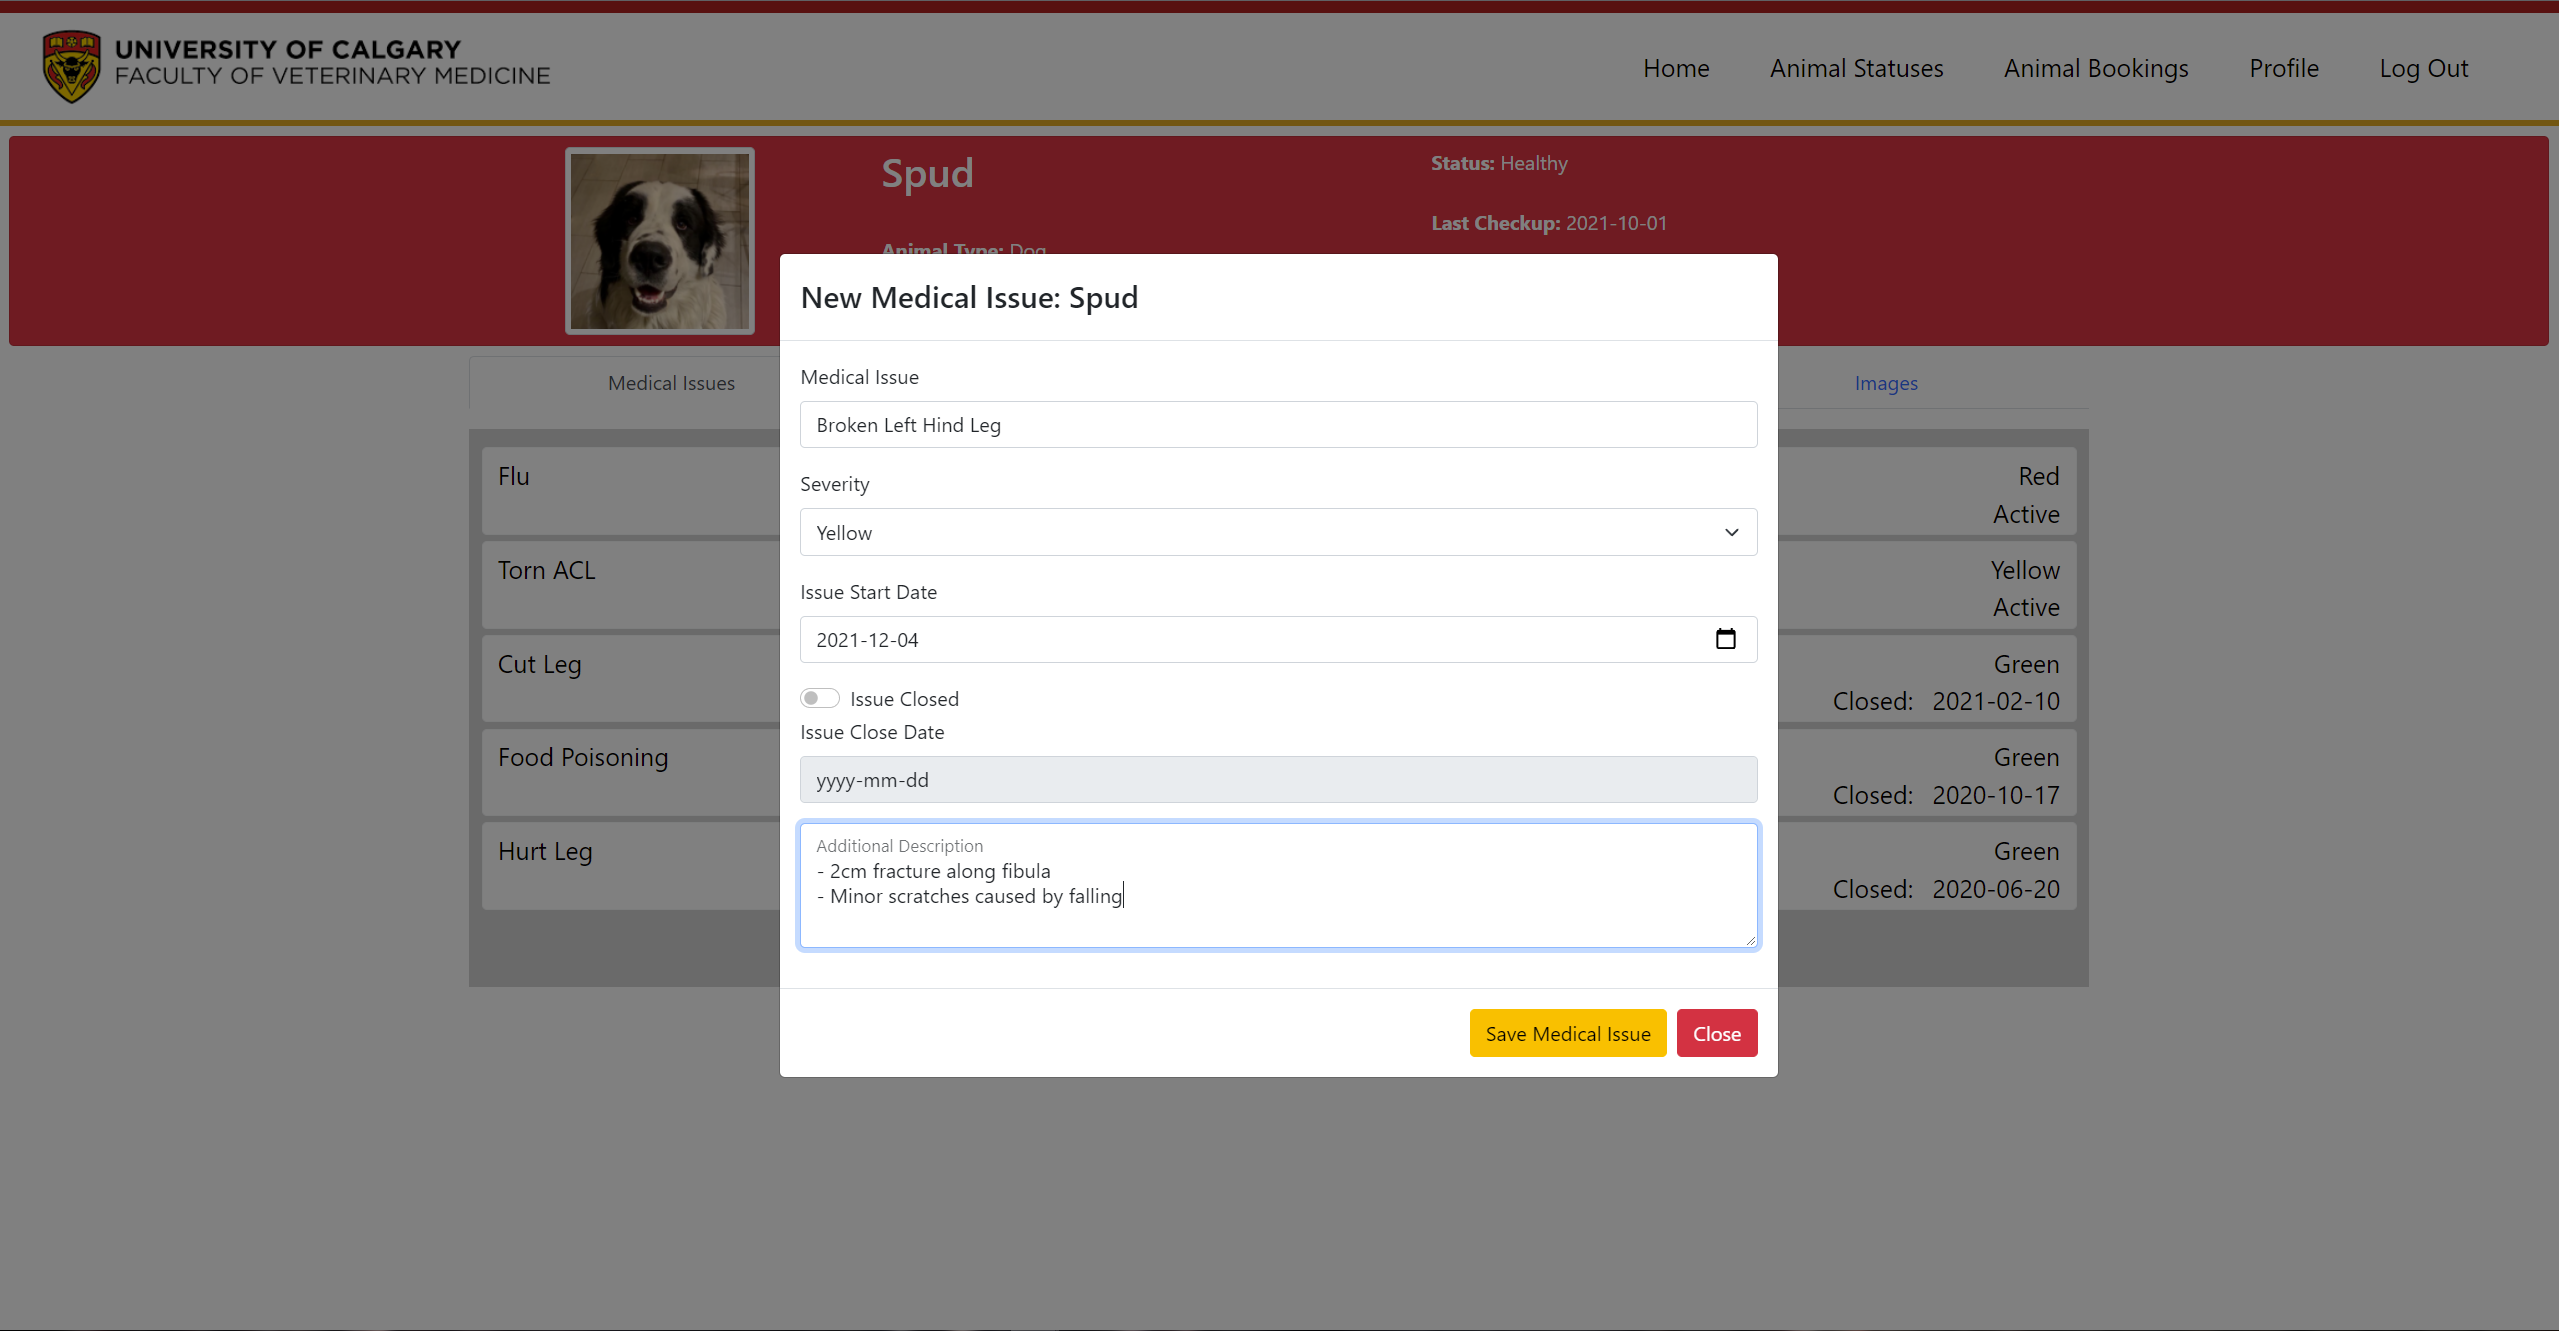 UNIVERSITY OF CALGARY
FACULTY OF VETERINARY MEDICINE
Home Animal Statuses Animal Bookings Profile Log Out
Spud
Status: Healthy
Last Checkup: 2021-10-01
Animal Type: Dog
New Medical Issue: Spud
Medical Issue
Broken Left Hind Leg
Severity
Yellow
Issue Start Date
2021-12-04
Issue Closed
Issue Close Date
yyyy-mm-dd
Additional Description
- 2cm fracture along fibula
- Minor scratches caused by falling
Save Medical Issue Close
Medical Issues
Images
Flu
Red
Active
Torn ACL
Yellow
Active
Cut Leg
Green
Closed: 2021-02-10
Food Poisoning
Green
Closed: 2020-10-17
Hurt Leg
Green
Closed: 2020-06-20